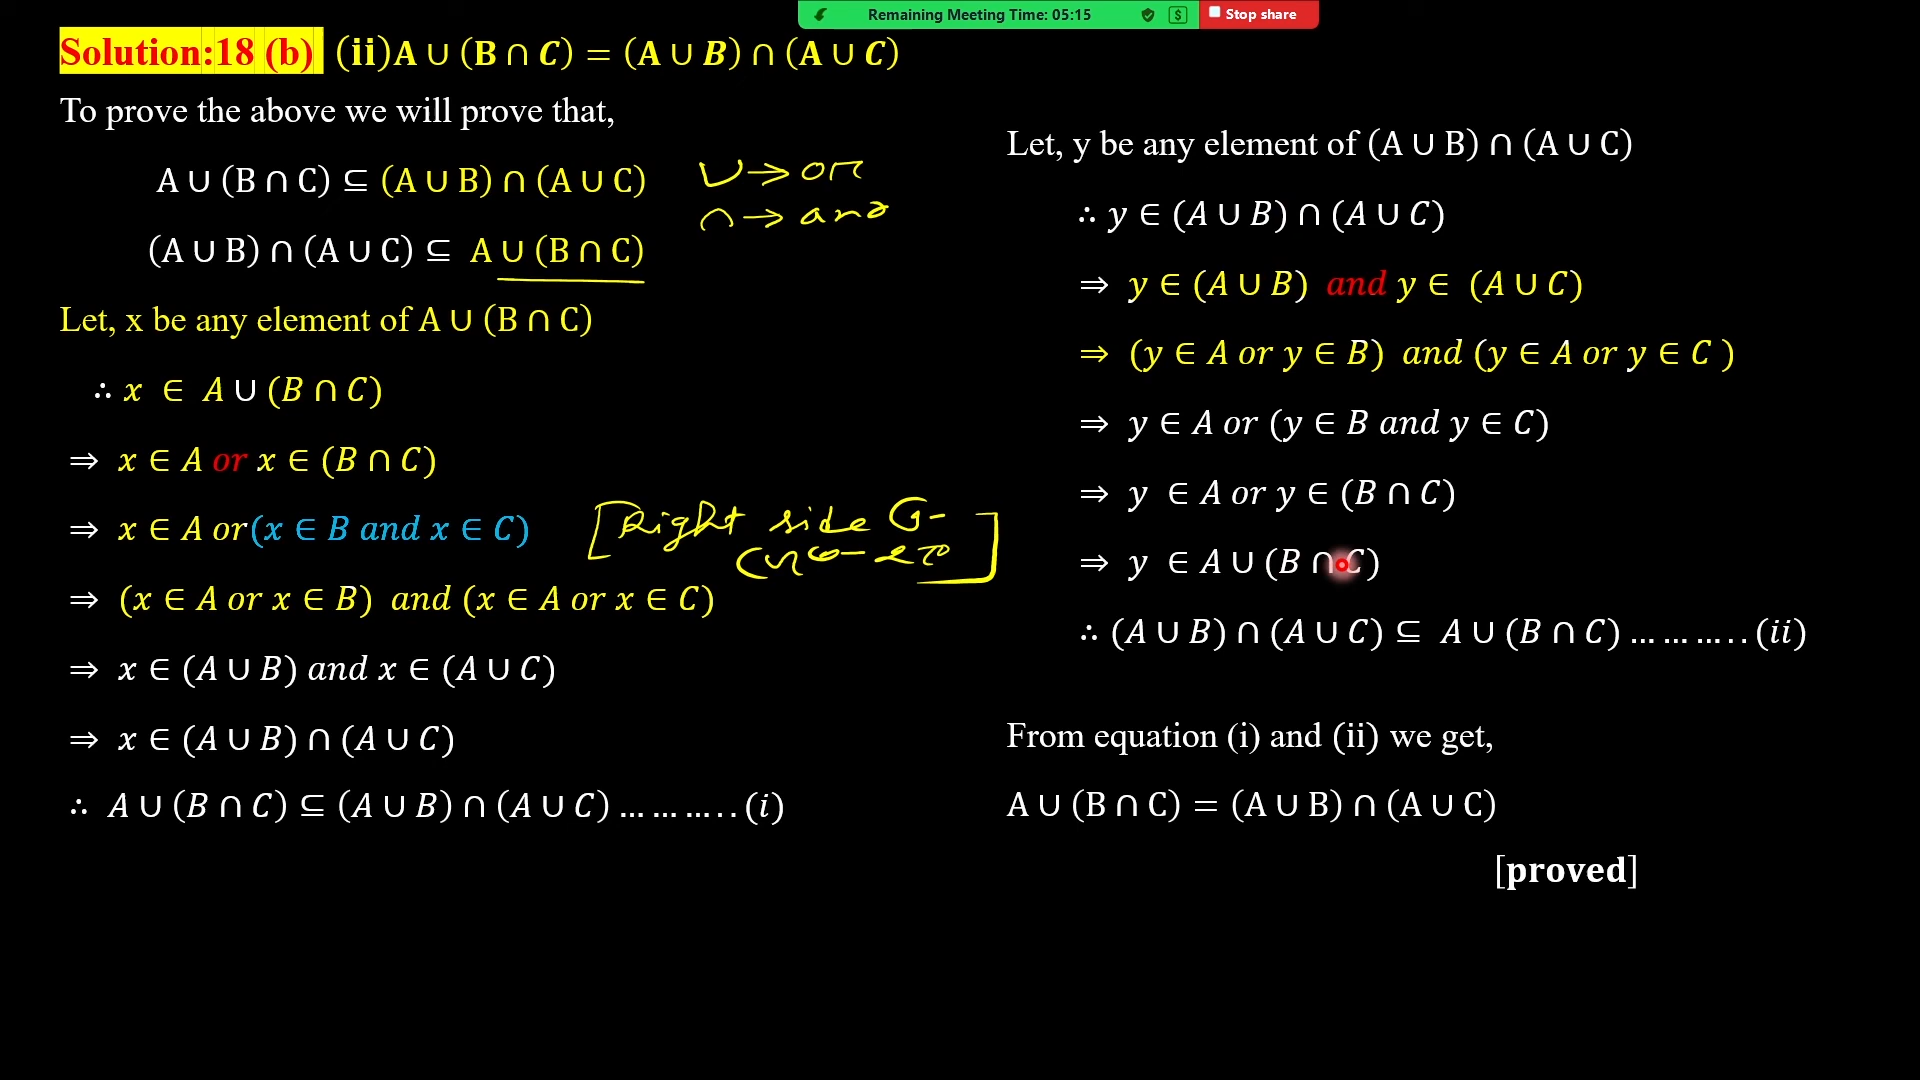 Remaining Meeting Time: 05:15 Stop share
Solution:18 (b) (ii)A ∪ (B ∩ C) = (A ∪ B) ∩ (A ∪ C)
To prove the above we will prove that,
A ∪ (B ∩ C) ⊆ (A ∪ B) ∩ (A ∪ C)
∪ → or
∩ → and
(A ∪ B) ∩ (A ∪ C) ⊆ A ∪ (B ∩ C)
Let, x be any element of A ∪ (B ∩ C)
∴ x ∈ A ∪ (B ∩ C)
⇒ x ∈ A or x ∈ (B ∩ C)
⇒ x ∈ A or(x ∈ B and x ∈ C)
[Right side
]
⇒ (x ∈ A or x ∈ B) and (x ∈ A or x ∈ C)
⇒ x ∈ (A ∪ B) and x ∈ (A ∪ C)
⇒ x ∈ (A ∪ B) ∩ (A ∪ C)
∴ A ∪ (B ∩ C) ⊆ (A ∪ B) ∩ (A ∪ C) … … … . . (i)
Let, y be any element of (A ∪ B) ∩ (A ∪ C)
∴ y ∈ (A ∪ B) ∩ (A ∪ C)
⇒ y ∈ (A ∪ B) and y ∈ (A ∪ C)
⇒ (y ∈ A or y ∈ B) and (y ∈ A or y ∈ C )
⇒ y ∈ A or (y ∈ B and y ∈ C)
⇒ y ∈ A or y ∈ (B ∩ C)
⇒ y ∈ A ∪ (B ∩ C)
∴ (A ∪ B) ∩ (A ∪ C) ⊆ A ∪ (B ∩ C) … … … . . (ii)
From equation (i) and (ii) we get,
A ∪ (B ∩ C) = (A ∪ B) ∩ (A ∪ C)
[proved]